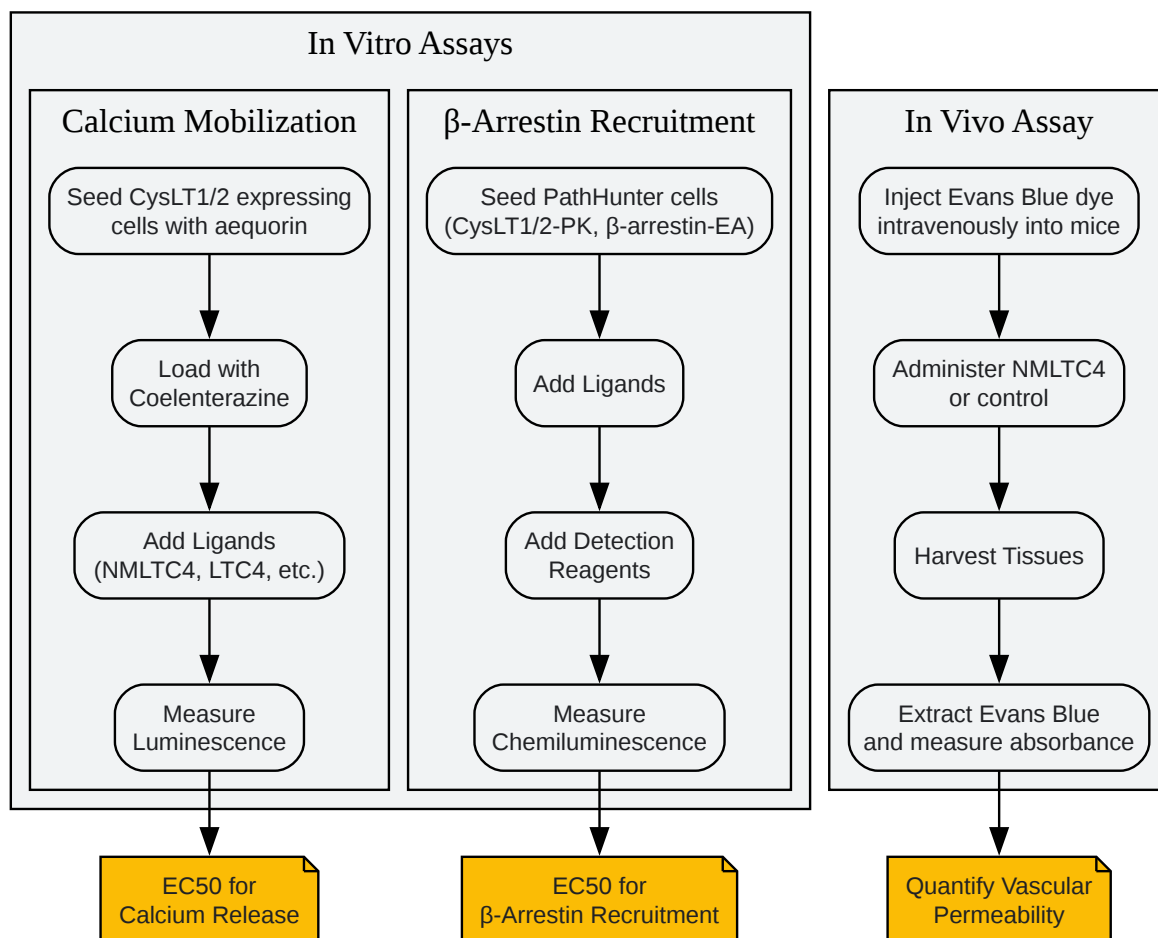 In Vitro Assays
Calcium Mobilization
Seed CysLT1/2 expressing
cells with aequorin
Load with
Coelenterazine
Add Ligands
(NMLTC4, LTC4, etc.)
Measure
Luminescence
EC50 for
Calcium Release
β-Arrestin Recruitment
Seed PathHunter cells
(CysLT1/2-PK, β-arrestin-EA)
Add Ligands
Add Detection
Reagents
Measure
Chemiluminescence
EC50 for
β-Arrestin Recruitment
In Vivo Assay
Inject Evans Blue dye
intravenously into mice
Administer NMLTC4
or control
Harvest Tissues
Extract Evans Blue
and measure absorbance
Quantify Vascular
Permeability